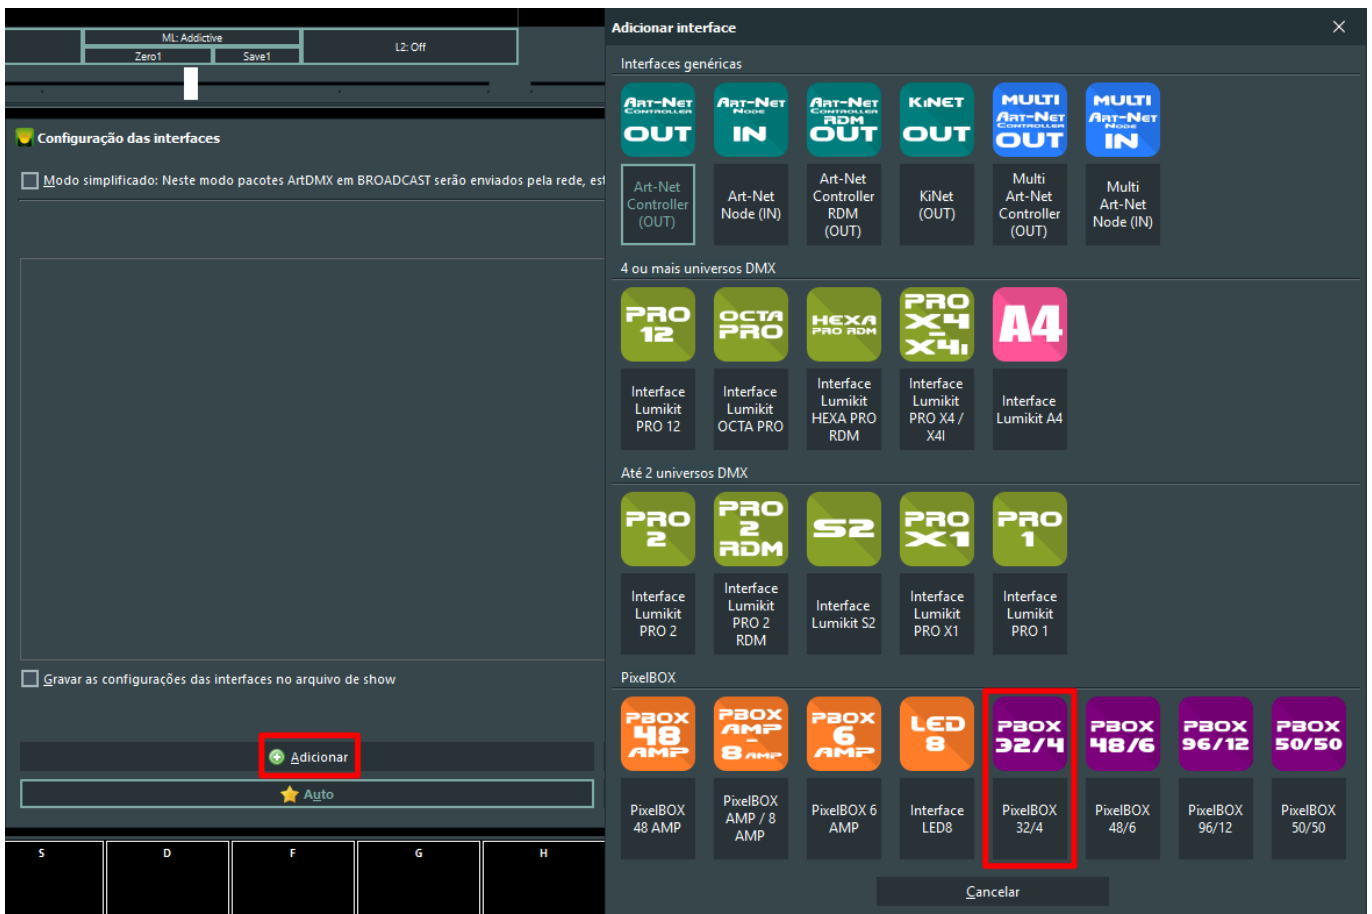 ML: Addictive
Zero1
Save1
L2: Off
Configuração das interfaces
Modo simplificado: Neste modo pacotes ArtDMX em BROADCAST serão enviados pela rede,
Gravar as configurações das interfaces no arquivo de show
Adicionar
Auto
S
D
F
G
H
Adicionar interface
Interfaces genéricas
ART-NET
CONTROLLER
OUT
ART-NET
NODE
IN
ART-NET
CONTROLLER
RDM
OUT
KiNET
OUT
MULTI
ART-NET
CONTROLLER
OUT
MULTI
ART-NET
NODE
IN
Art-Net
Controller
(OUT)
Art-Net
Node (IN)
Art-Net
Controller
RDM
(OUT)
KiNet
(OUT)
Multi
Art-Net
Controller
(OUT)
Multi
Art-Net
Node (IN)
4 ou mais universos DMX
PRO
12
OCTA
PRO
HEXA
PRO RDM
PRO
X4
-
X4I
A4
Interface
Lumikit
PRO 12
Interface
Lumikit
OCTA PRO
Interface
Lumikit
HEXA PRO
RDM
Interface
Lumikit
PRO X4 /
X4I
Interface
Lumikit A4
Até 2 universos DMX
PRO
2
PRO
2
RDM
S2
PRO
X1
PRO
1
Interface
Lumikit
PRO 2
Interface
Lumikit
PRO 2
RDM
Interface
Lumikit S2
Interface
Lumikit
PRO X1
Interface
Lumikit
PRO 1
PixelBOX
PBOX
48
AMP
PBOX
AMP
-
8 AMP
PBOX
6
AMP
LED
8
PBOX
32/4
PBOX
48/6
PBOX
96/12
PBOX
50/50
PixelBOX
48 AMP
PixelBOX
AMP / 8
AMP
PixelBOX 6
AMP
Interface
LED8
PixelBOX
32/4
PixelBOX
48/6
PixelBOX
96/12
PixelBOX
50/50
Cancelar